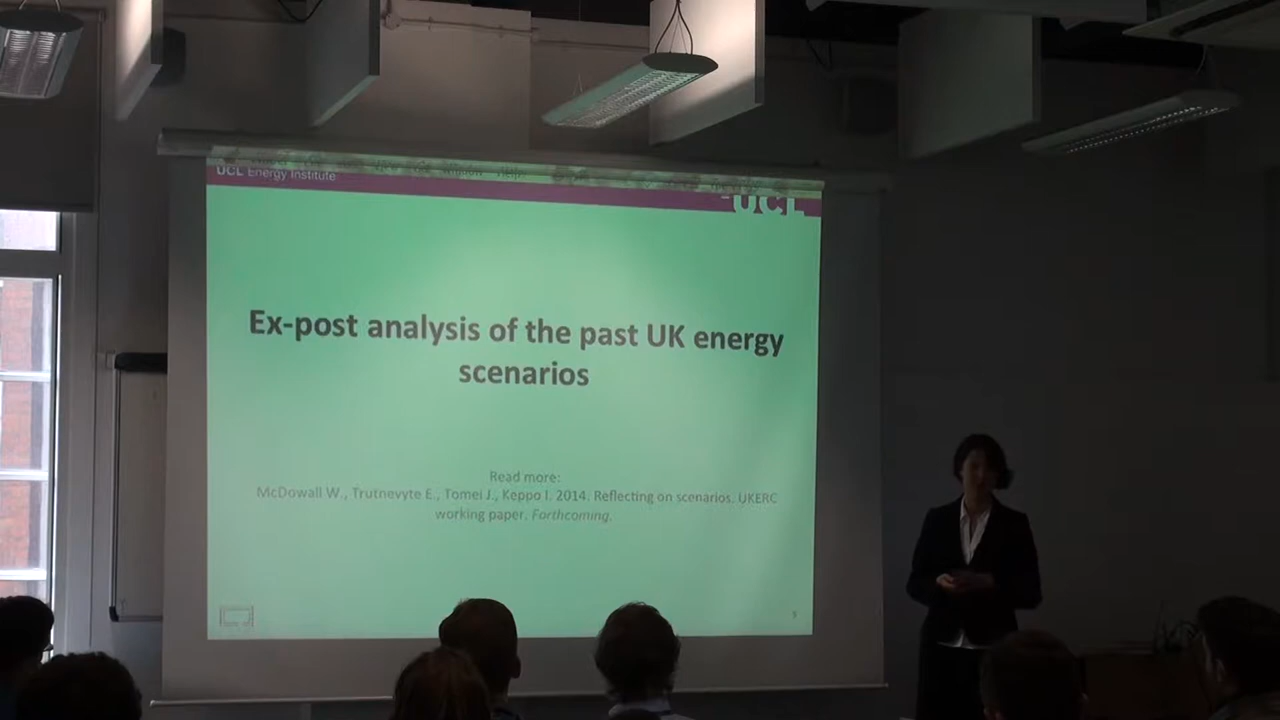 UCL Energy Institute
UCL
Ex-post analysis of the past UK energy
scenarios
Read more:
McDowall W., Trutnevyte E., Tomei J., Keppo I. 2014. Reflecting on scenarios. UKERC
working paper. Forthcoming.